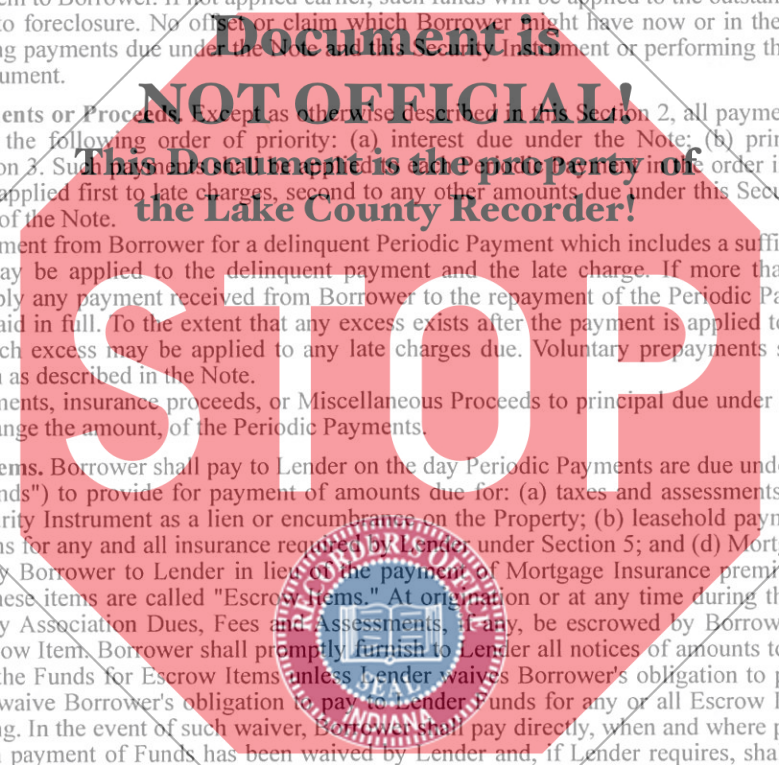 em to Borrower. If not applied earlier, such funds will be applied to the outsta
to foreclosure. No offset or claim which Borrower might have now or in the
Document is
ng payments due under the Note and this Security Instrument or performing th
ument.
NOT OFFICIAL!
ents or Proceeds. Except as otherwise described in this Section 2, all payme
the following order of priority: (a) interest due under the Note; (b) prin
This Document is the property of
on 3. Such payments shall be applied to each Periodic Payment in the order i
applied first to late charges, second to any other amounts due under this Secu
the Lake County Recorder!
of the Note.
ment from Borrower for a delinquent Periodic Payment which includes a suffi
ay be applied to the delinquent payment and the late charge. If more tha
ply any payment received from Borrower to the repayment of the Periodic Pa
aid in full. To the extent that any excess exists after the payment is applied to
ch excess may be applied to any late charges due. Voluntary prepayments s
as described in the Note.
STOP
ments, insurance proceeds, or Miscellaneous Proceeds to principal due under
ange the amount, of the Periodic Payments.
ems. Borrower shall pay to Lender on the day Periodic Payments are due unde
nds") to provide for payment of amounts due for: (a) taxes and assessments
rity Instrument as a lien or encumbrance on the Property; (b) leasehold paym
ns for any and all insurance required by Lender under Section 5; and (d) Mort
y Borrower to Lender in lieu of the payment of Mortgage Insurance premi
hese items are called "Escrow Items." At origination or at any time during th
y Association Dues, Fees and Assessments, if any, be escrowed by Borrow
ow Item. Borrower shall promptly furnish to Lender all notices of amounts to
the Funds for Escrow Items unless Lender waives Borrower's obligation to p
waive Borrower's obligation to pay to Lender Funds for any or all Escrow I
ng. In the event of such waiver, Borrower shall pay directly, when and where p
payment of Funds has been waived by Lender and, if Lender requires, sha
SEAL
INDIANA